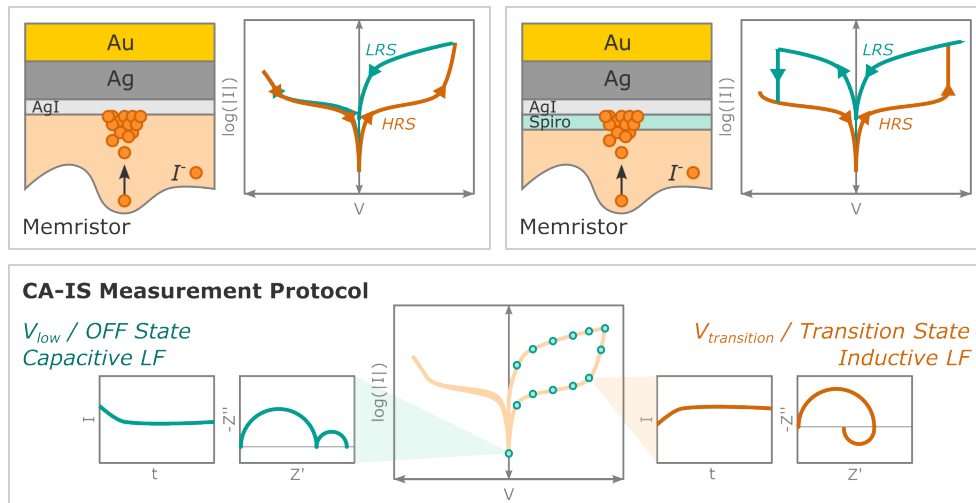 Au
Ag
AgI
I⁻
Memristor
log(|I|)
LRS
HRS
V
Au
Ag
AgI
Spiro
I⁻
Memristor
log(|I|)
LRS
HRS
V
CA-IS Measurement Protocol
V_low / OFF State
Capacitive LF
I
t
-Z"
Z'
log(|I|)
V
V_transition / Transition State
Inductive LF
I
t
-Z"
Z'